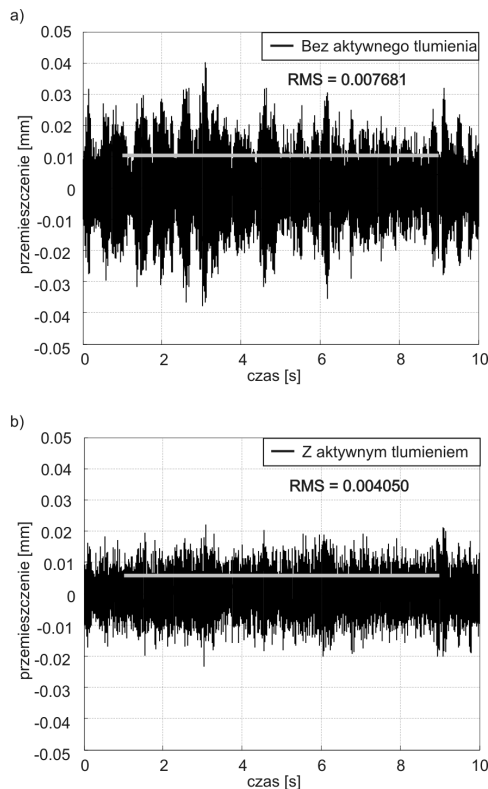 a)
0.05
0.04
0.03
0.02
0.01
0
-0.01
-0.02
-0.03
-0.04
-0.05
przemieszczenie [mm]
Bez aktywnego tlumienia
RMS = 0.007681
0 2 4 6 8 10
czas [s]
b)
0.05
0.04
0.03
0.02
0.01
0
-0.01
-0.02
-0.03
-0.04
-0.05
przemieszczenie [mm]
Z aktywnym tlumieniem
RMS = 0.004050
0 2 4 6 8 10
czas [s]